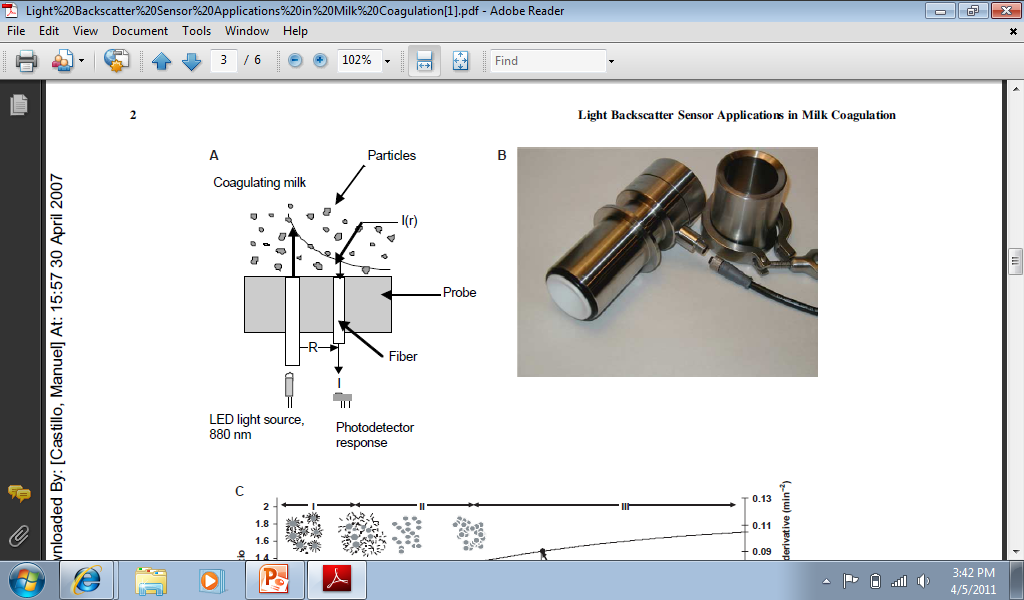 Light%20Backscatter%20Sensor%20Applications%20in%20Milk%20Coagulation[1].pdf - Adobe Reader
File Edit View Document Tools Window Help
3 / 6 102% Find
2 Light Backscatter Sensor Applications in Milk Coagulation
A
Particles
B
Coagulating milk
I(r)
Probe
R
Fiber
I
LED light source,
880 nm
Photodetector
response
wnloaded By: [Castillo, Manuel] At: 15:57 30 April 2007
C
I II III
2
1.8
1.6
1.4
0.13
0.11
0.09
derivative (min⁻²)
3:42 PM
4/5/2011